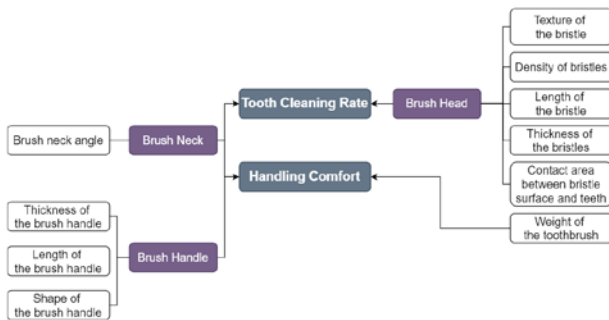 Texture of
the bristle
Density of bristles
Tooth Cleaning Rate
Brush Head
Length of
the bristle
Brush neck angle
Brush Neck
Thickness of
the bristles
Handling Comfort
Contact area
between bristle
surface and teeth
Thickness of
the brush handle
Weight of
the toothbrush
Length of
the brush handle
Brush Handle
Shape of
the brush handle